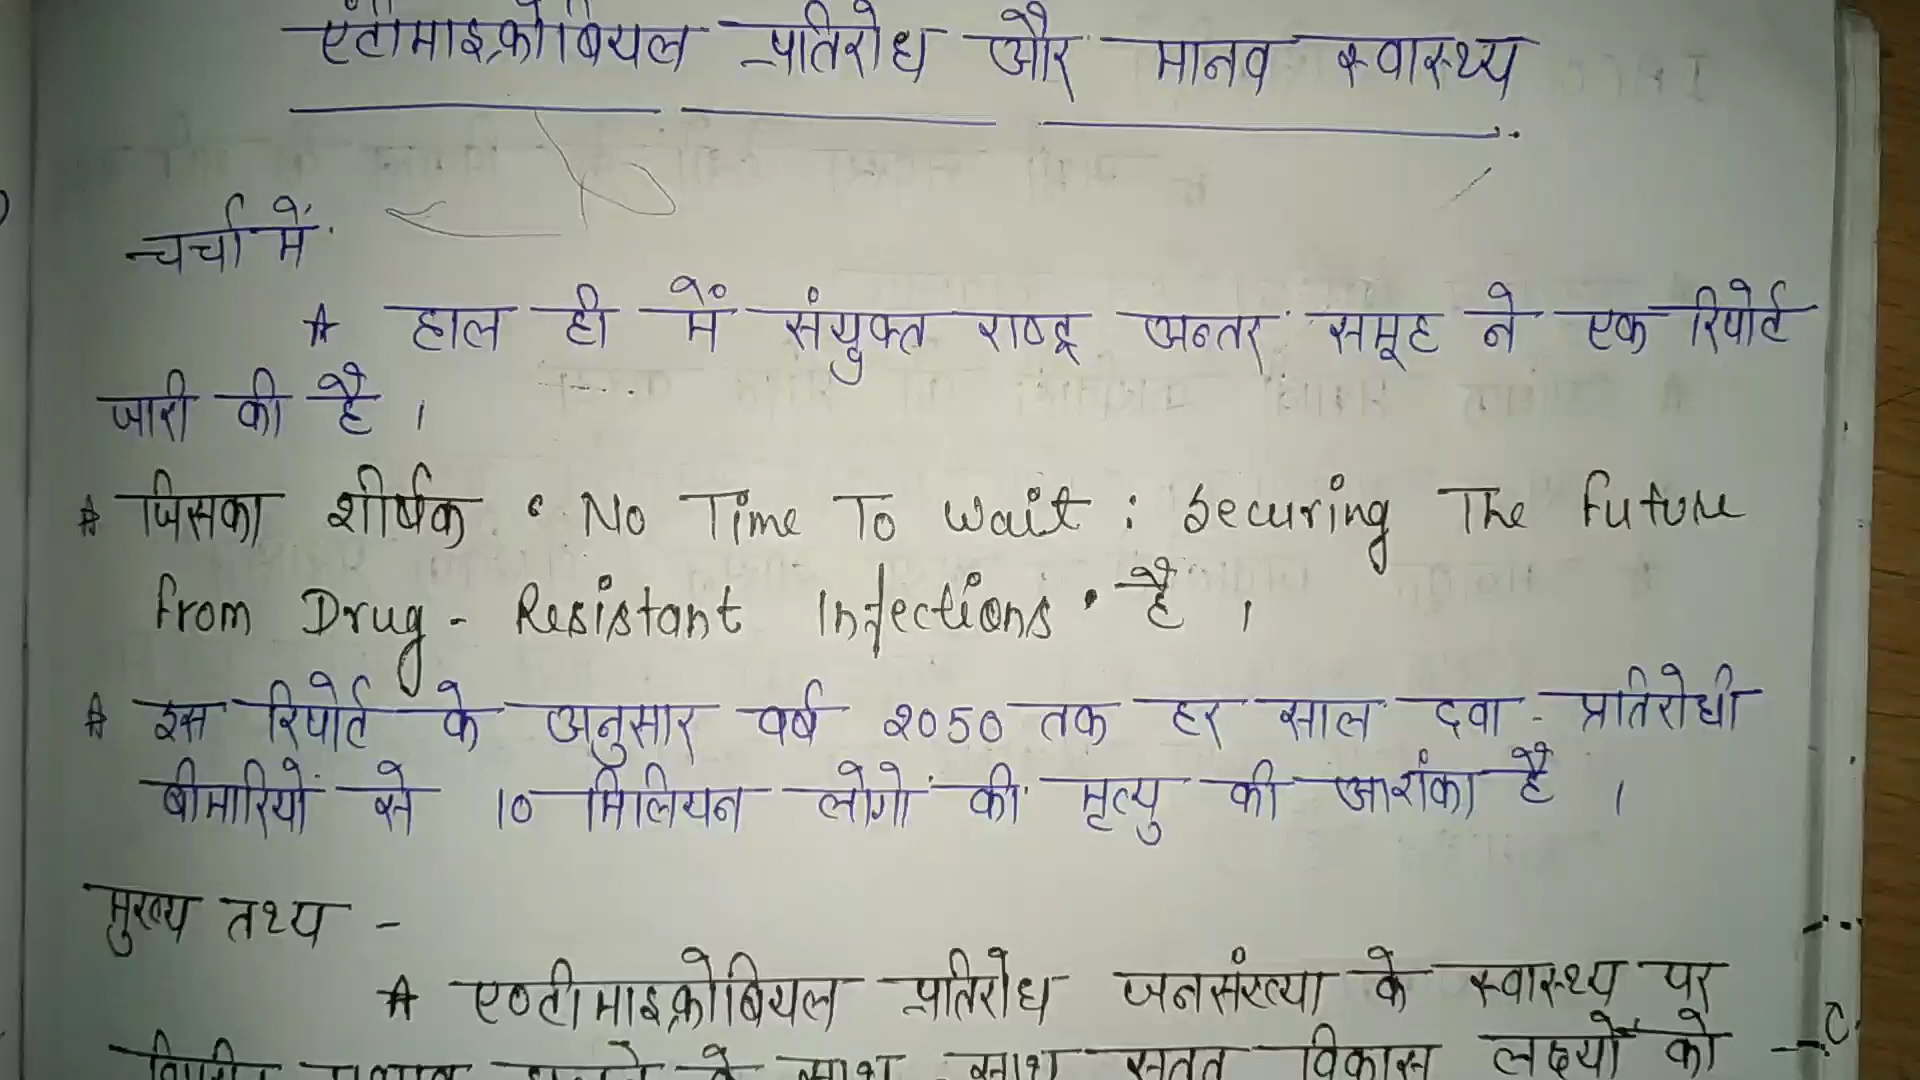 एंटीमाइक्रोबियल प्रतिरोध और मानव स्वास्थ्य
चर्चा में
* हाल ही में संयुक्त राष्ट्र अन्तर समूह ने एक रिपोर्ट
जारी की है ।
* जिसका शीर्षक ' No Time To Wait : Securing The Future
from Drug - Resistant Infections ' है ।
* इस रिपोर्ट के अनुसार वर्ष 2050 तक हर साल दवा - प्रतिरोधी
बीमारियों से 10 मिलियन लोगों की मृत्यु की आशंका है ।
मुख्य तथ्य -
* एण्टीमाइक्रोबियल प्रतिरोध जनसंख्या के स्वास्थ्य पर
के साथ - साथ सतत विकास लक्ष्यों को